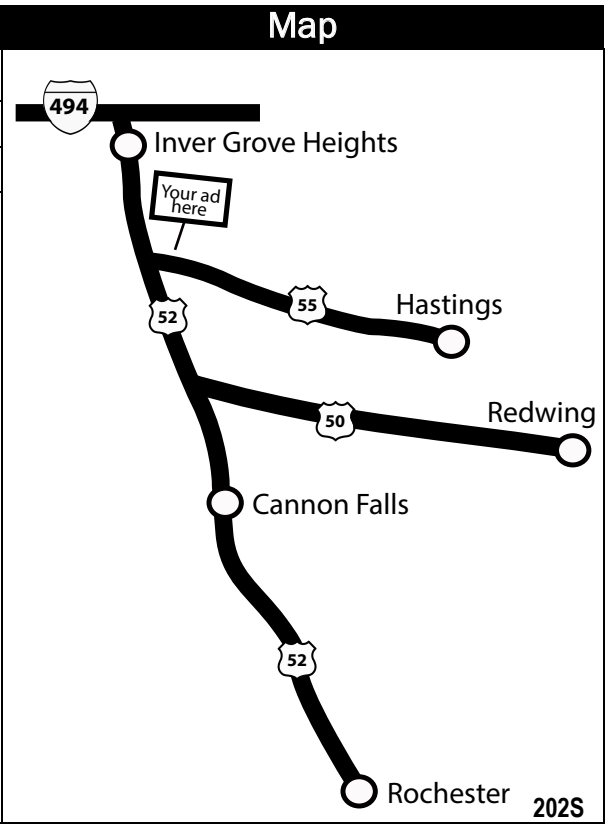 Map
494
Inver Grove Heights
Your ad
here
55
Hastings
52
Redwing
50
Cannon Falls
52
Rochester
202S